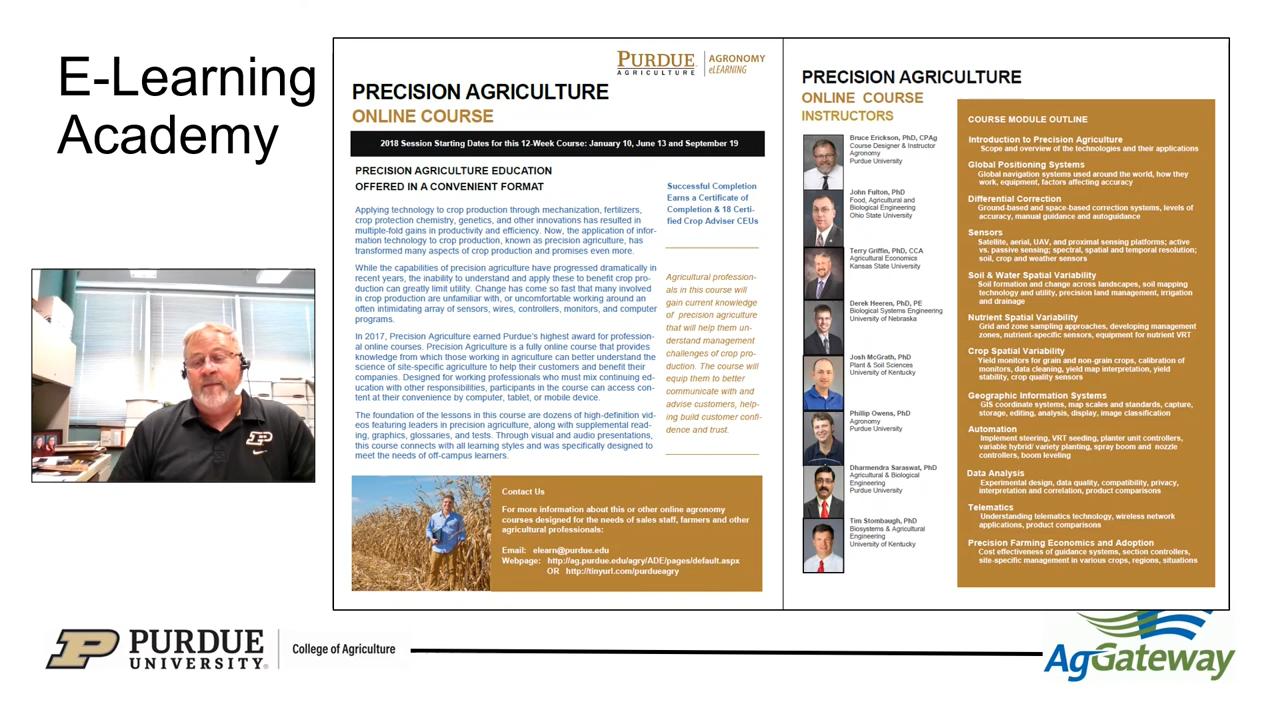 E-Learning
Academy
PURDUE
AGRICULTURE
AGRONOMY
eLEARNING
PRECISION AGRICULTURE
ONLINE COURSE
2018 Session Starting Dates for this 12-Week Course: January 10, June 13 and September 19
PRECISION AGRICULTURE EDUCATION
OFFERED IN A CONVENIENT FORMAT
Applying technology to crop production through mechanization, fertilizers,
crop protection chemistry, genetics, and other innovations has resulted in
multiple-fold gains in productivity and efficiency. Now, the application of infor-
mation technology to crop production, known as precision agriculture, has
transformed many aspects of crop production and promises even more.
While the capabilities of precision agriculture have progressed dramatically in
recent years, the inability to understand and apply these to benefit crop pro-
duction can greatly limit utility. Change has come so fast that many involved
in crop production are unfamiliar with, or uncomfortable working around an
often intimidating array of sensors, wires, controllers, monitors, and computer
programs.
In 2017, Precision Agriculture earned Purdue's highest award for profession-
al online courses. Precision Agriculture is a fully online course that provides
knowledge from which those working in agriculture can better understand the
science of site-specific agriculture to help their customers and benefit their
companies. Designed for working professionals who must mix continuing ed-
ucation with other responsibilities, participants in the course can access con-
tent at their convenience by computer, tablet, or mobile device.
The foundation of the lessons in this course are dozens of high-definition vid-
eos featuring leaders in precision agriculture, along with supplemental read-
ing, graphics, glossaries, and tests. Through visual and audio presentations,
this course connects with all learning styles and was specifically designed to
meet the needs of off-campus learners.
Successful Completion
Earns a Certificate of
Completion & 18 Certi-
fied Crop Adviser CEUs
Agricultural profession-
als in this course will
gain current knowledge
of precision agriculture
that will help them un-
derstand management
challenges of crop pro-
duction. The course will
equip them to better
communicate with and
advise customers, help-
ing build customer confi-
dence and trust.
Contact Us
For more information about this or other online agronomy
courses designed for the needs of sales staff, farmers and other
agricultural professionals:
Email: elearn@purdue.edu
Webpage: http://ag.purdue.edu/agry/ADE/pages/default.aspx
OR http://tinyurl.com/purdueagry
PRECISION AGRICULTURE
ONLINE COURSE
INSTRUCTORS
Bruce Erickson, PhD, CPAg
Course Designer & Instructor
Agronomy
Purdue University
John Fulton, PhD
Food, Agricultural and
Biological Engineering
Ohio State University
Terry Griffin, PhD, CCA
Agricultural Economics
Kansas State University
Derek Heeren, PhD, PE
Biological Systems Engineering
University of Nebraska
Josh McGrath, PhD
Plant & Soil Sciences
University of Kentucky
Phillip Owens, PhD
Agronomy
Purdue University
Dharmendra Saraswat, PhD
Agricultural & Biological
Engineering
Purdue University
Tim Stombaugh, PhD
Biosystems & Agricultural
Engineering
University of Kentucky
COURSE MODULE OUTLINE
Introduction to Precision Agriculture
Scope and overview of the technologies and their applications
Global Positioning Systems
Global navigation systems used around the world, how they
work, equipment, factors affecting accuracy
Differential Correction
Ground-based and space-based correction systems, levels of
accuracy, manual guidance and autoguidance
Sensors
Satellite, aerial, UAV, and proximal sensing platforms; active
vs. passive sensing; spectral, spatial and temporal resolution;
soil, crop and weather sensors
Soil & Water Spatial Variability
Soil formation and change across landscapes, soil mapping
technology and utility, precision land management, irrigation
and drainage
Nutrient Spatial Variability
Grid and zone sampling approaches, developing management
zones, nutrient-specific sensors, equipment for nutrient VRT
Crop Spatial Variability
Yield monitors for grain and non-grain crops, calibration of
monitors, data cleaning, yield map interpretation, yield
stability, crop quality sensors
Geographic Information Systems
GIS coordinate systems, map scales and standards, capture,
storage, editing, analysis, display, image classification
Automation
Implement steering, VRT seeding, planter unit controllers,
variable hybrid/ variety planting, spray boom and nozzle
controllers, boom leveling
Data Analysis
Experimental design, data quality, compatibility, privacy,
interpretation and correlation, product comparisons
Telematics
Understanding telematics technology, wireless network
applications, product comparisons
Precision Farming Economics and Adoption
Cost effectiveness of guidance systems, section controllers,
site-specific management in various crops, regions, situations
PURDUE
UNIVERSITY®
College of Agriculture
AgGateway